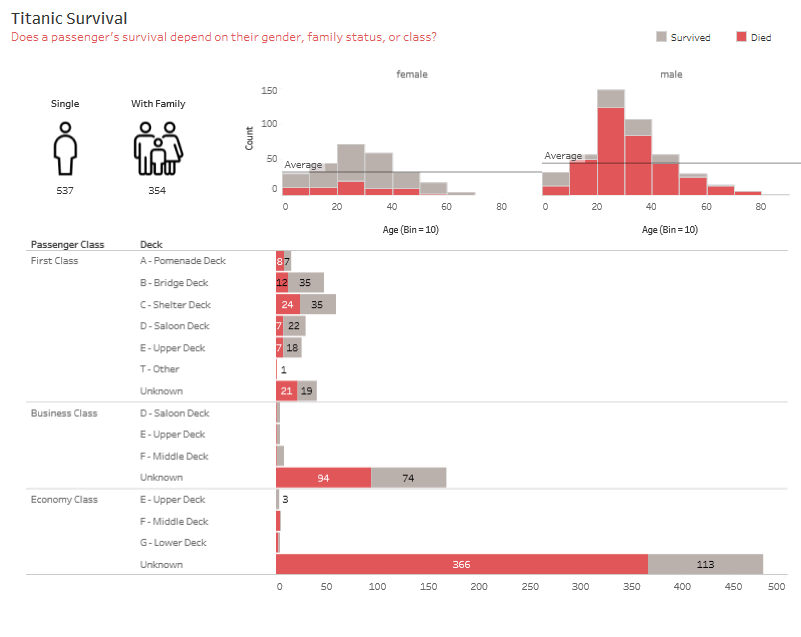 Titanic Survival
Does a passenger's survival depend on their gender, family status, or class?
Survived Died
Single With Family
537 354
female male
Count
150
100
50
0
Average Average
0 20 40 60 80 0 20 40 60 80
Age (Bin = 10) Age (Bin = 10)
Passenger Class Deck
First Class A - Pomenade Deck 8 7
B - Bridge Deck 12 35
C - Shelter Deck 24 35
D - Saloon Deck 7 22
E - Upper Deck 7 18
T - Other 1
Unknown 21 19
Business Class D - Saloon Deck
E - Upper Deck
F - Middle Deck
Unknown 94 74
Economy Class E - Upper Deck 3
F - Middle Deck
G - Lower Deck
Unknown 366 113
0 50 100 150 200 250 300 350 400 450 500